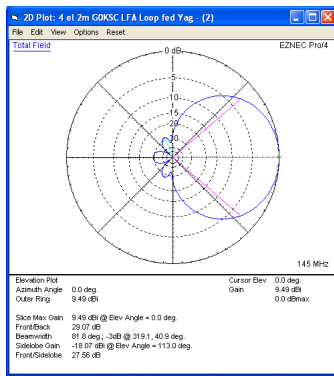 2D Plot: 4 el 2m G0KSC LFA Loop fed Yag - (2)
File Edit View Options Reset
Total Field
EZNEC Pro/4
0 dB
-5
-10
-15
-20
-30
145 MHz
Elevation Plot
Azimuth Angle 0.0 deg.
Outer Ring 9.49 dBi
Cursor Elev 0.0 deg.
Gain 9.49 dBi
0.0 dBmax
Slice Max Gain 9.49 dBi @ Elev Angle = 0.0 deg.
Front/Back 29.07 dB
Beamwidth 81.8 deg.; -3dB @ 319.1, 40.9 deg.
Sidelobe Gain -18.07 dBi @ Elev Angle = 113.0 deg.
Front/Sidelobe 27.56 dB